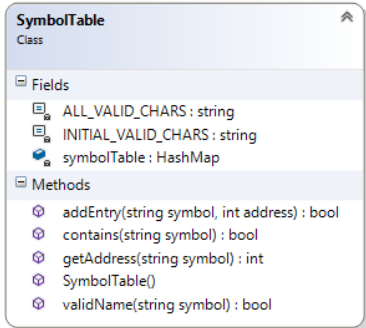 SymbolTable
Class
Fields
ALL_VALID_CHARS : string
INITIAL_VALID_CHARS : string
symbolTable : HashMap
Methods
addEntry(string symbol, int address) : bool
contains(string symbol) : bool
getAddress(string symbol) : int
SymbolTable()
validName(string symbol) : bool